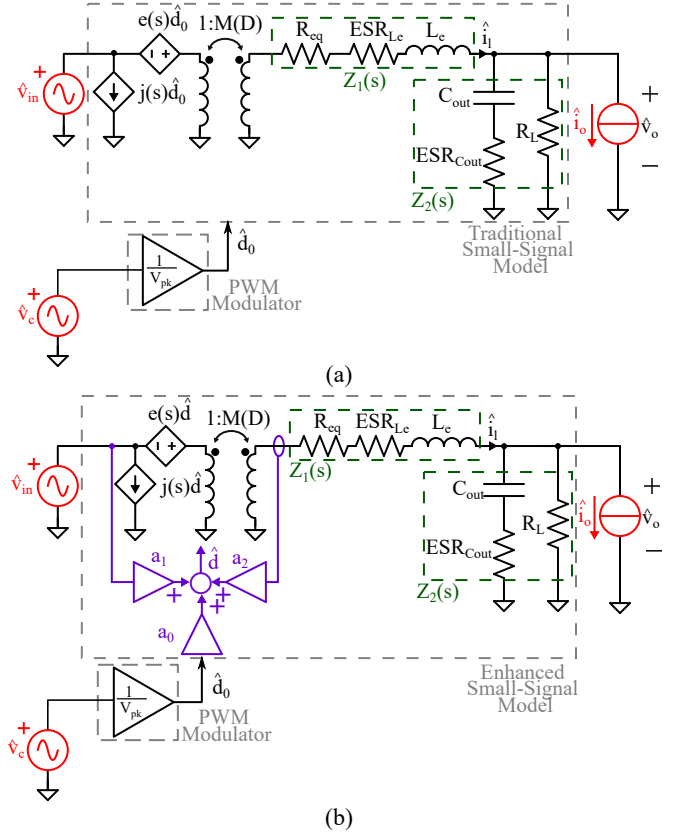 e(s)d̂₀
1:M(D)
R_eq ESR_Le L_e î_l
+
v̂_in
- +
j(s)d̂₀
Z₁(s)
C_out
ESR_Cout
R_L
î_o
+
v̂_o
−
Z₂(s)
Traditional
Small-Signal
Model
d̂₀
1
V_pk
PWM
Modulator
+
v̂_c
(a)
e(s)d̂
1:M(D)
R_eq ESR_Le L_e î_l
+
v̂_in
- +
j(s)d̂
Z₁(s)
C_out
ESR_Cout
R_L
î_o
+
v̂_o
−
Z₂(s)
a₁ d̂ a₂
+ +
+
a₀
Enhanced
Small-Signal
Model
d̂₀
1
V_pk
PWM
Modulator
+
v̂_c
(b)